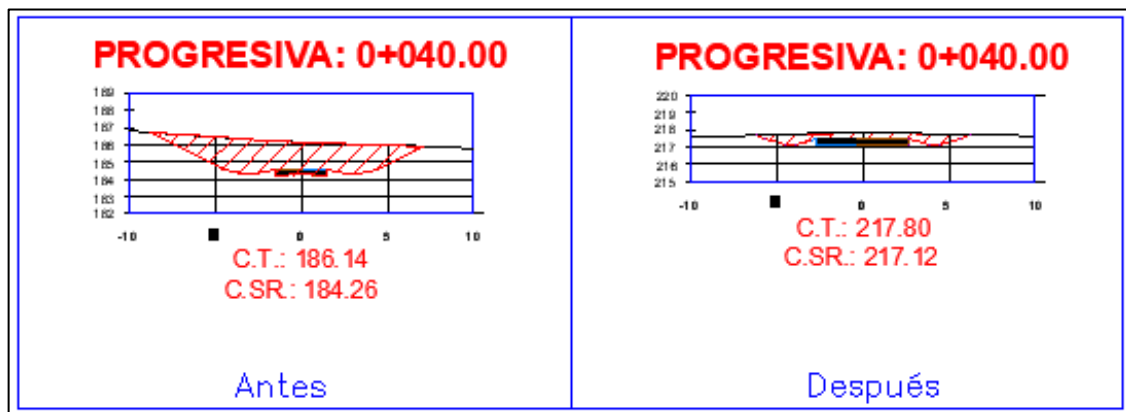 PROGRESIVA: 0+040.00
189
188
187
186
185
184
183
182
-10 0 5 10
C.T.: 186.14
C.SR.: 184.26
Antes
PROGRESIVA: 0+040.00
220
219
218
217
216
215
-10 0 5 10
C.T.: 217.80
C.SR.: 217.12
Después